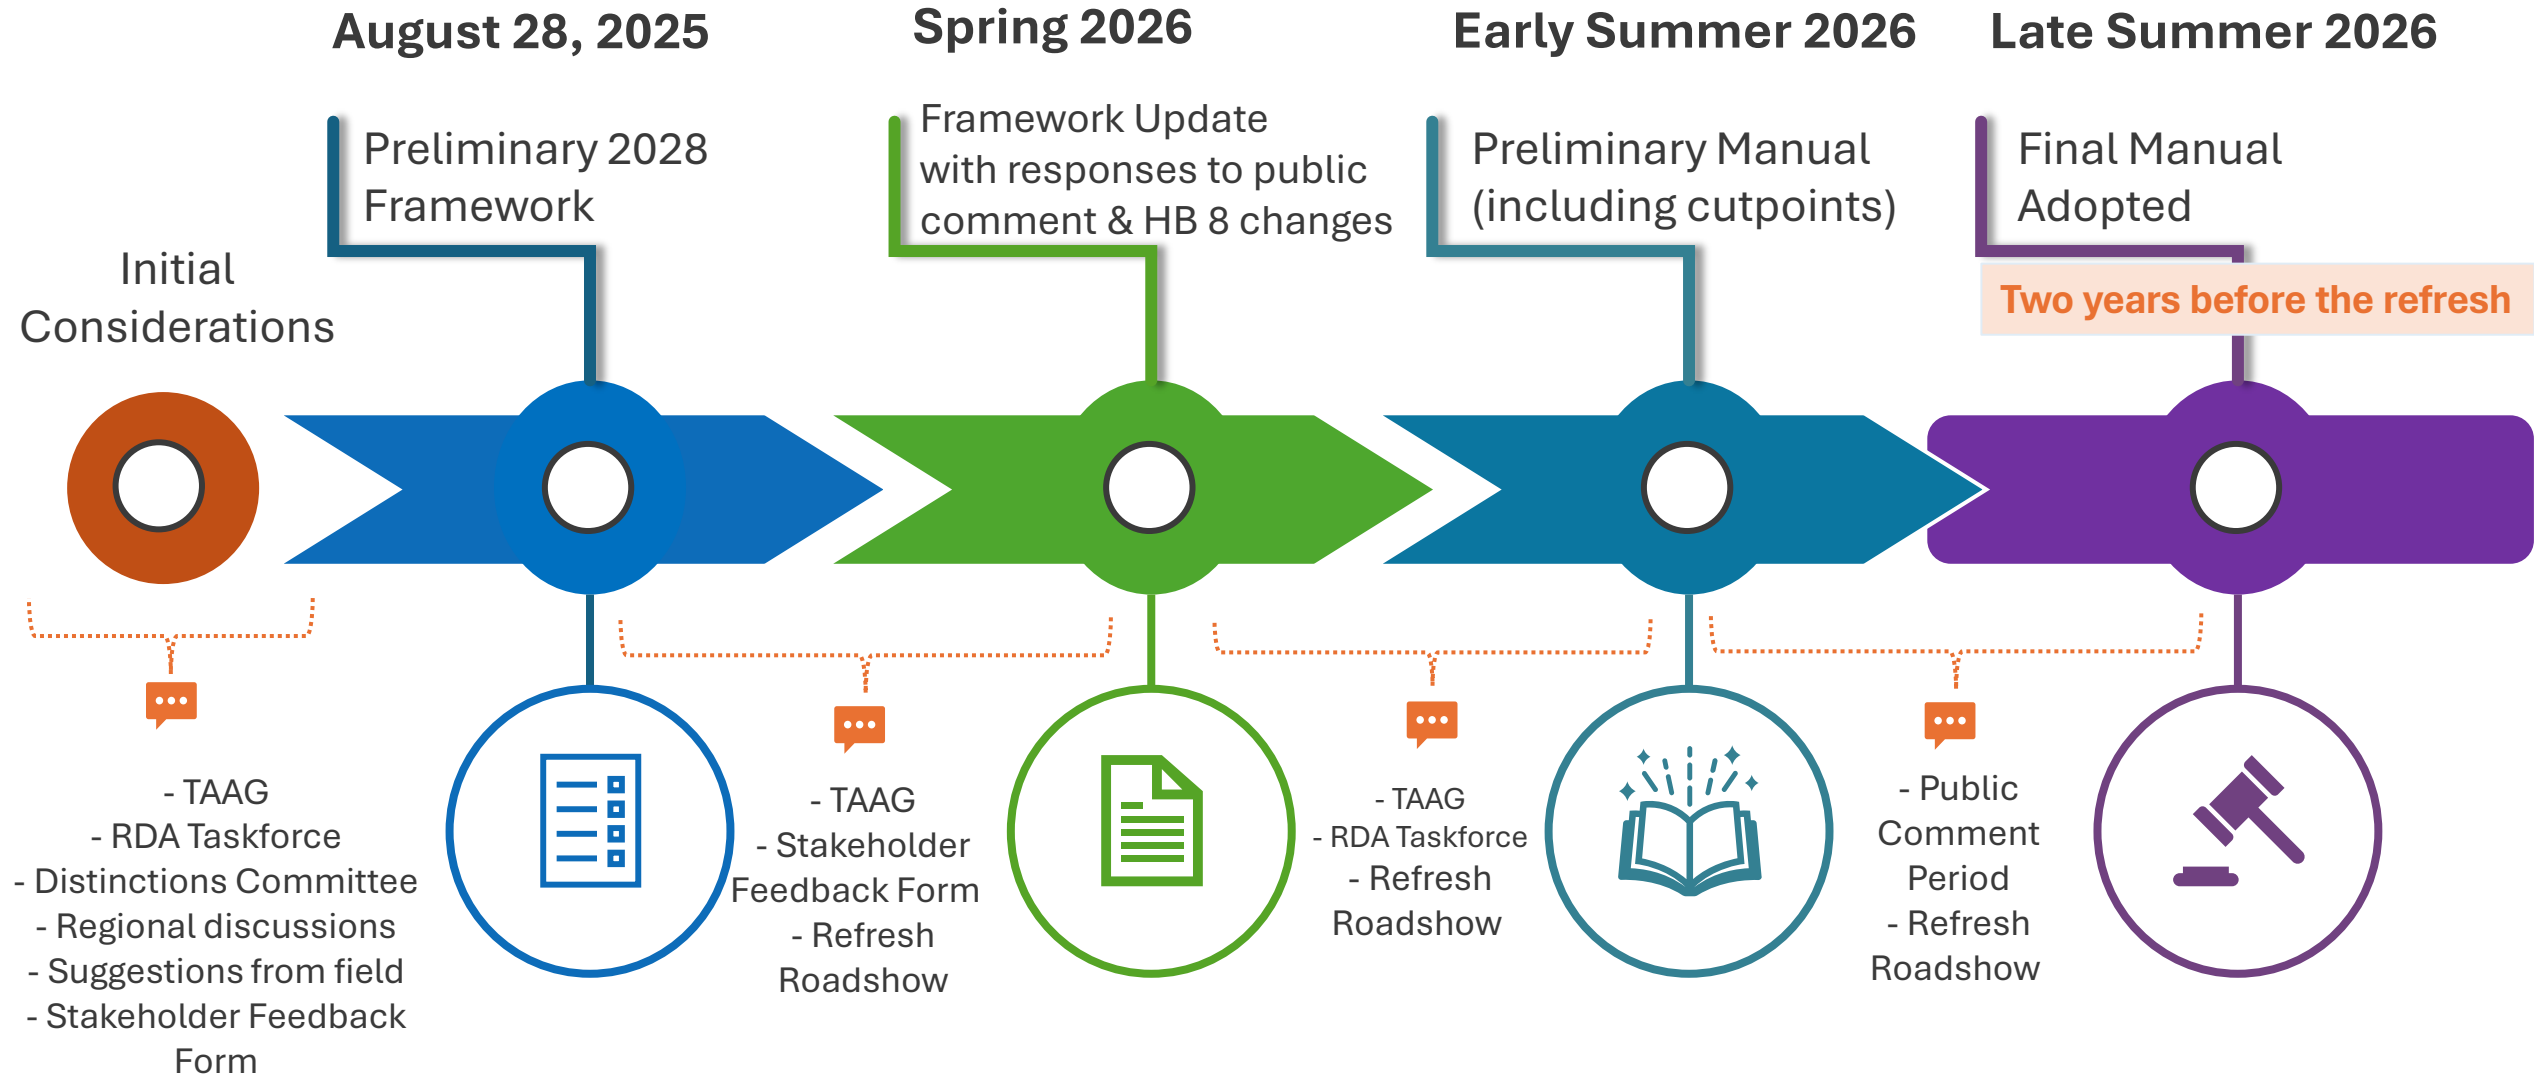 August 28, 2025
Spring 2026
Early Summer 2026
Late Summer 2026
Initial
Considerations
Preliminary 2028
Framework
Framework Update
with responses to public
comment & HB 8 changes
Preliminary Manual
(including cutpoints)
Final Manual
Adopted
Two years before the refresh
- TAAG
- RDA Taskforce
- Distinctions Committee
- Regional discussions
- Suggestions from field
- Stakeholder Feedback
Form
- TAAG
- Stakeholder
Feedback Form
- Refresh
Roadshow
- TAAG
- RDA Taskforce
- Refresh
Roadshow
- Public
Comment
Period
- Refresh
Roadshow